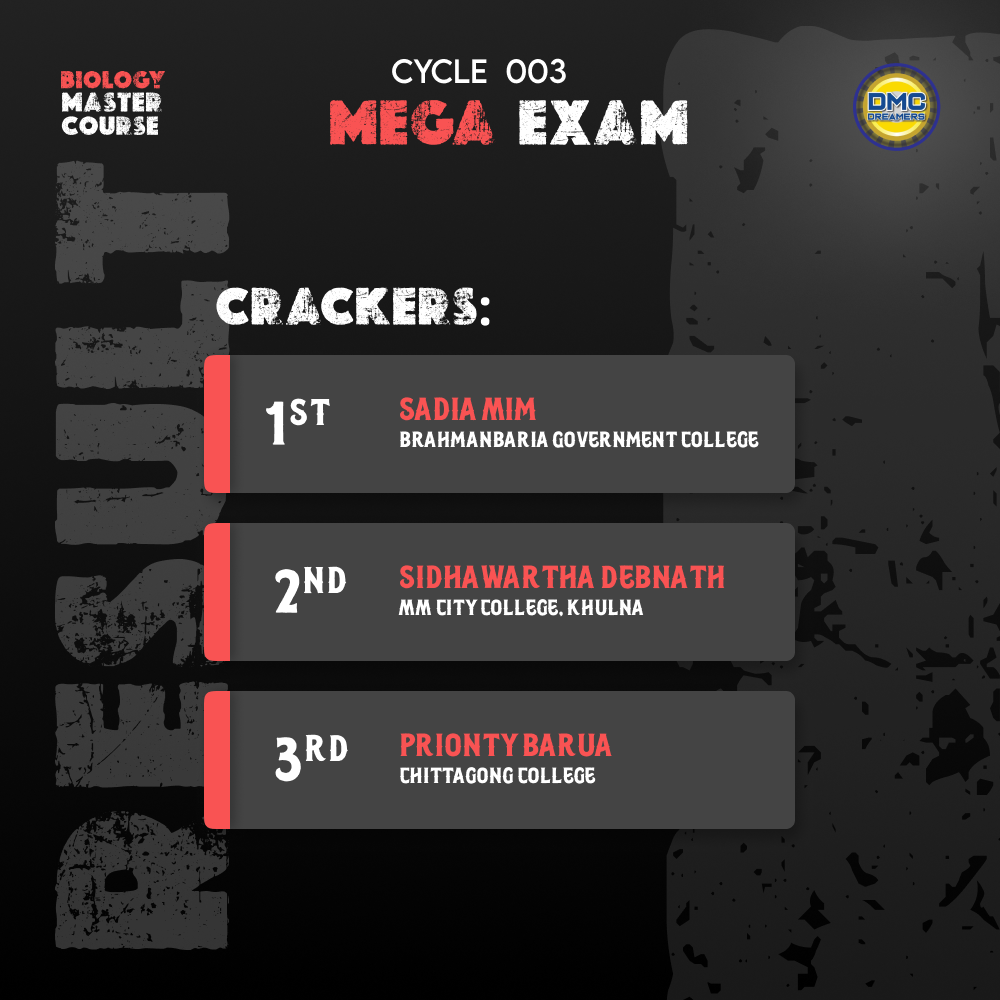 BIOLOGY
MASTER
COURSE
CYCLE 003
MEGA EXAM
DMC
DREAMERS
RESULT
CRACKERS:
1ST
SADIA MIM
BRAHMANBARIA GOVERNMENT COLLEGE
2ND
SIDHAWARTHA DEBNATH
MM CITY COLLEGE, KHULNA
3RD
PRIONTY BARUA
CHITTAGONG COLLEGE